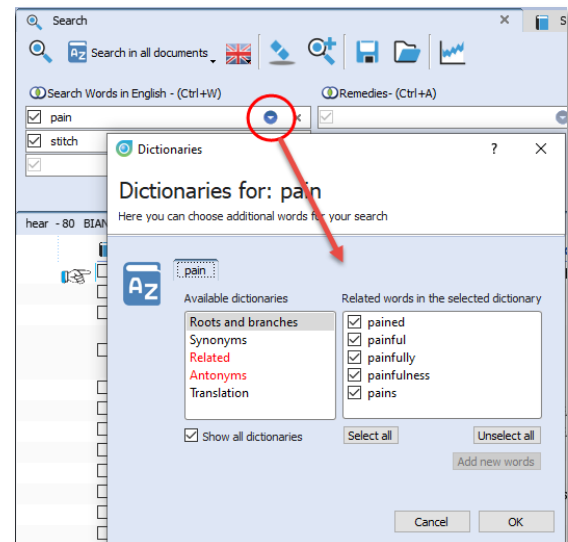 Search
S
Search in all documents
Search Words in English - (Ctrl+W)
Remedies- (Ctrl+A)
pain
stitch
Dictionaries
Dictionaries for: pain
Here you can choose additional words for your search
hear - 80 BIAN
pain
AZ
Available dictionaries
Related words in the selected dictionary
Roots and branches
Synonyms
Related
Antonyms
Translation
pained
painful
painfully
painfulness
pains
Show all dictionaries
Select all
Unselect all
Add new words
Cancel
OK